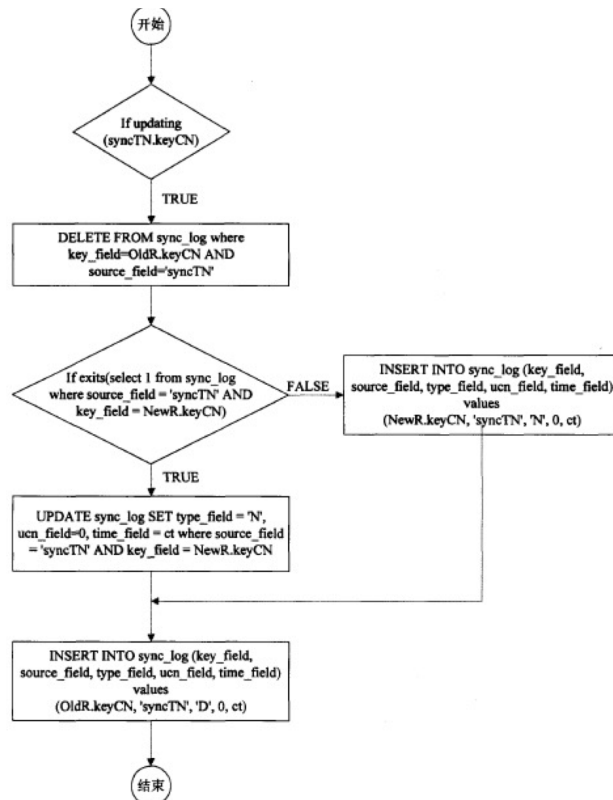 开始
If updating
(syncTN.keyCN)
TRUE
DELETE FROM sync_log where
key_field=OldR.keyCN AND
source_field='syncTN'
If exits(select 1 from sync_log
where source_field = 'syncTN' AND
key_field = NewR.keyCN)
FALSE
INSERT INTO sync_log (key_field,
source_field, type_field, ucn_field, time_field)
values
(NewR.keyCN, 'syncTN', 'N', 0, ct)
TRUE
UPDATE sync_log SET type_field = 'N',
ucn_field=0, time_field = ct where source_field
= 'syncTN' AND key_field = NewR.keyCN
INSERT INTO sync_log (key_field,
source_field, type_field, ucn_field, time_field)
values
(OldR.keyCN, 'syncTN', 'D', 0, ct)
结束